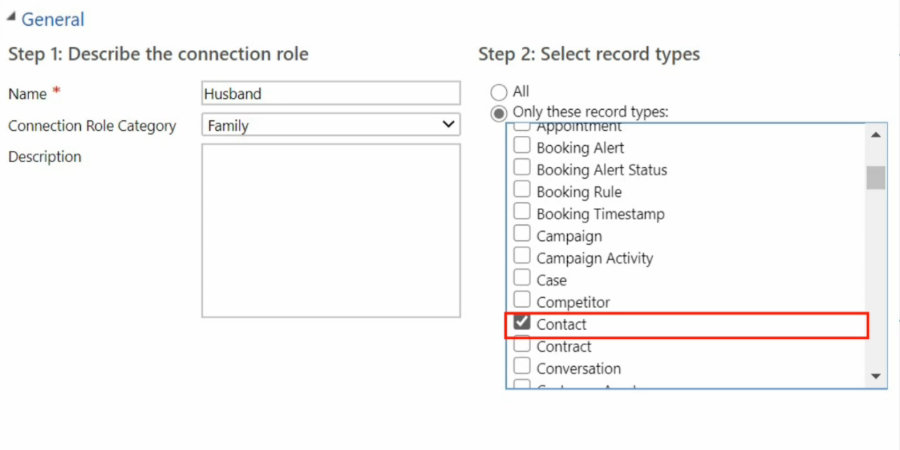 General
Step 1: Describe the connection role
Name *
Husband
Connection Role Category
Family
Description
Step 2: Select record types
All
Only these record types:
Appointment
Booking Alert
Booking Alert Status
Booking Rule
Booking Timestamp
Campaign
Campaign Activity
Case
Competitor
Contact
Contract
Conversation